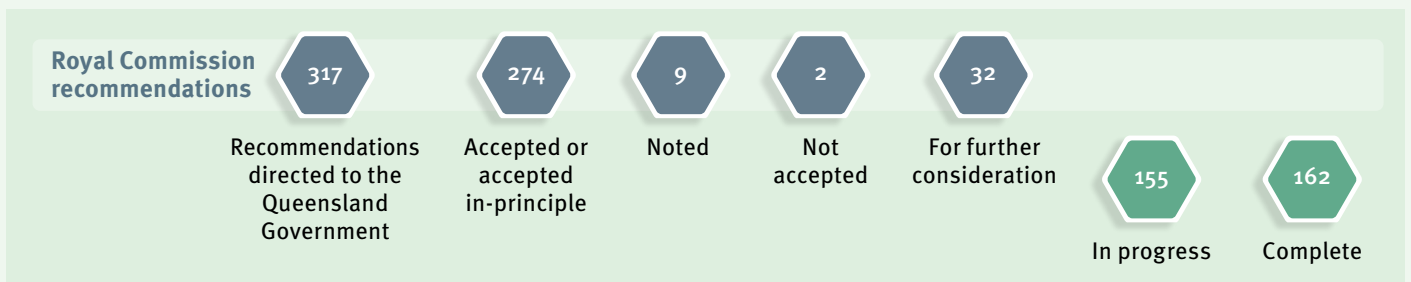 Royal Commission
recommendations
317
Recommendations
directed to the
Queensland
Government
274
Accepted or
accepted
in-principle
9
Noted
2
Not
accepted
32
For further
consideration
155
In progress
162
Complete